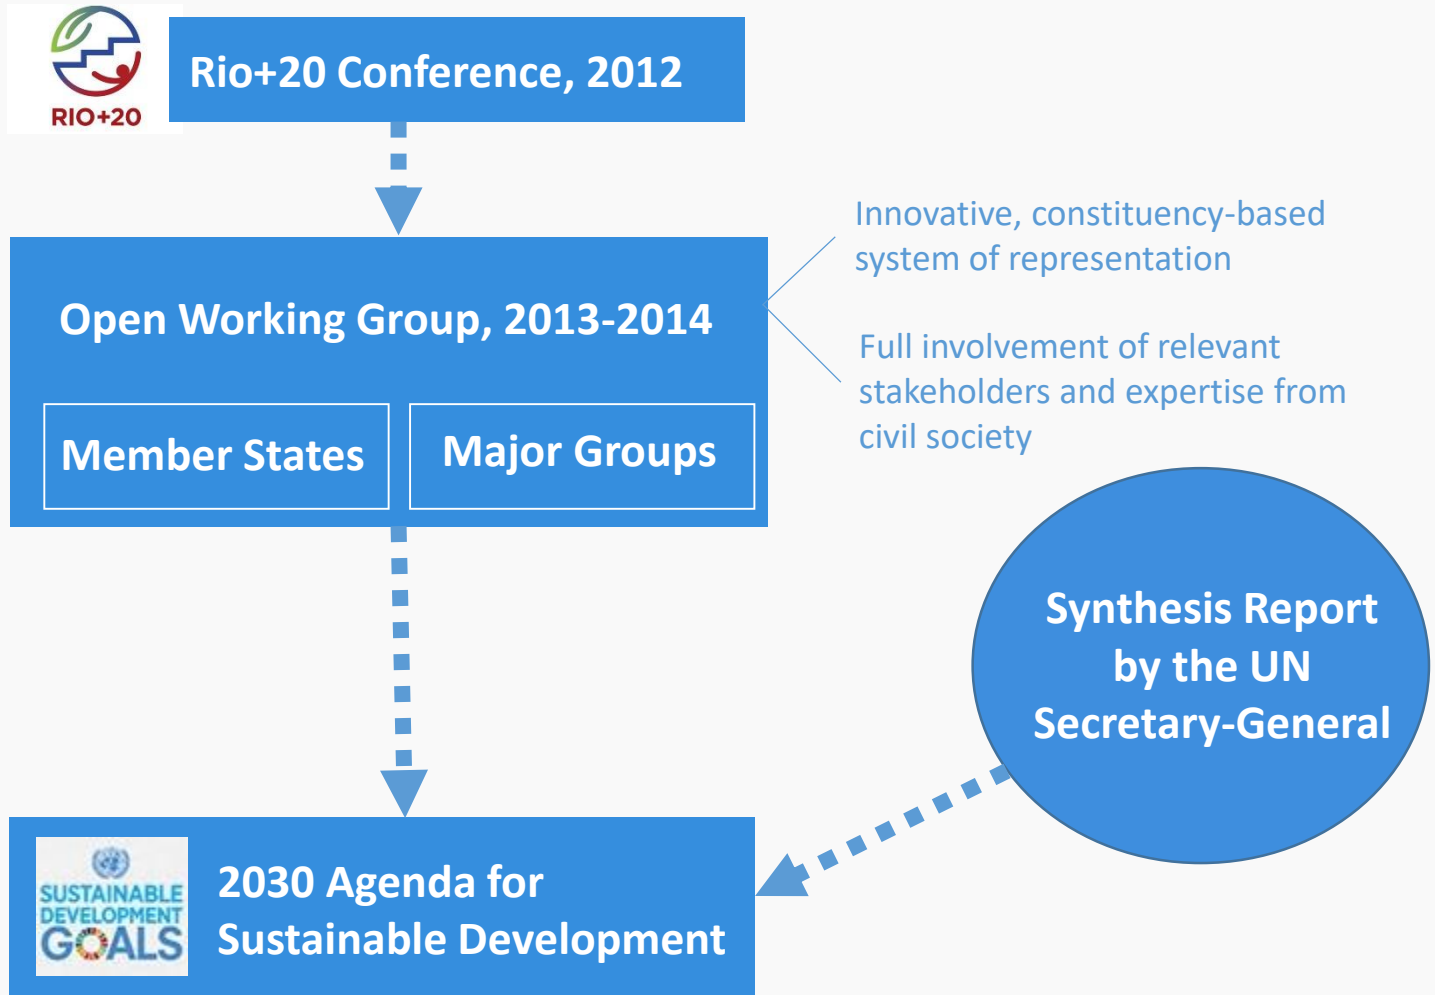 RIO+20
Rio+20 Conference, 2012
Innovative, constituency-based
system of representation
Open Working Group, 2013-2014
Full involvement of relevant
stakeholders and expertise from
civil society
Member States
Major Groups
Synthesis Report
by the UN
Secretary-General
SUSTAINABLE
DEVELOPMENT
GOALS
2030 Agenda for
Sustainable Development